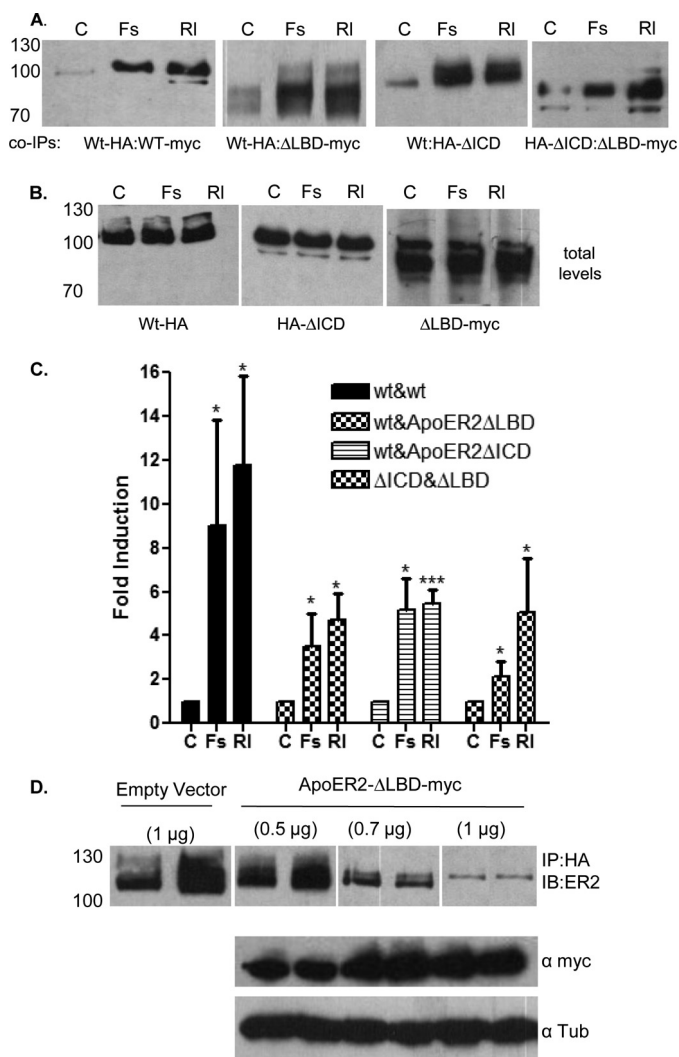 A.
C Fs Rl C Fs Rl C Fs Rl C Fs Rl
130
100
70
co-IPs: Wt-HA:WT-myc Wt-HA:ΔLBD-myc Wt:HA-ΔICD HA-ΔICD:ΔLBD-myc
B.
C Fs Rl C Fs Rl C Fs Rl
130
100
70
total
levels
Wt-HA HA-ΔICD ΔLBD-myc
C.
Fold Induction
16
14
12
10
8
6
4
2
0
* * * * * *** * *
wt&wt
wt&ApoER2ΔLBD
wt&ApoER2ΔICD
ΔICD&ΔLBD
C Fs Rl C Fs Rl C Fs Rl C Fs Rl
D.
Empty Vector ApoER2-ΔLBD-myc
(1 µg) (0.5 µg) (0.7 µg) (1 µg)
130
100
IP:HA
IB:ER2
α myc
α Tub